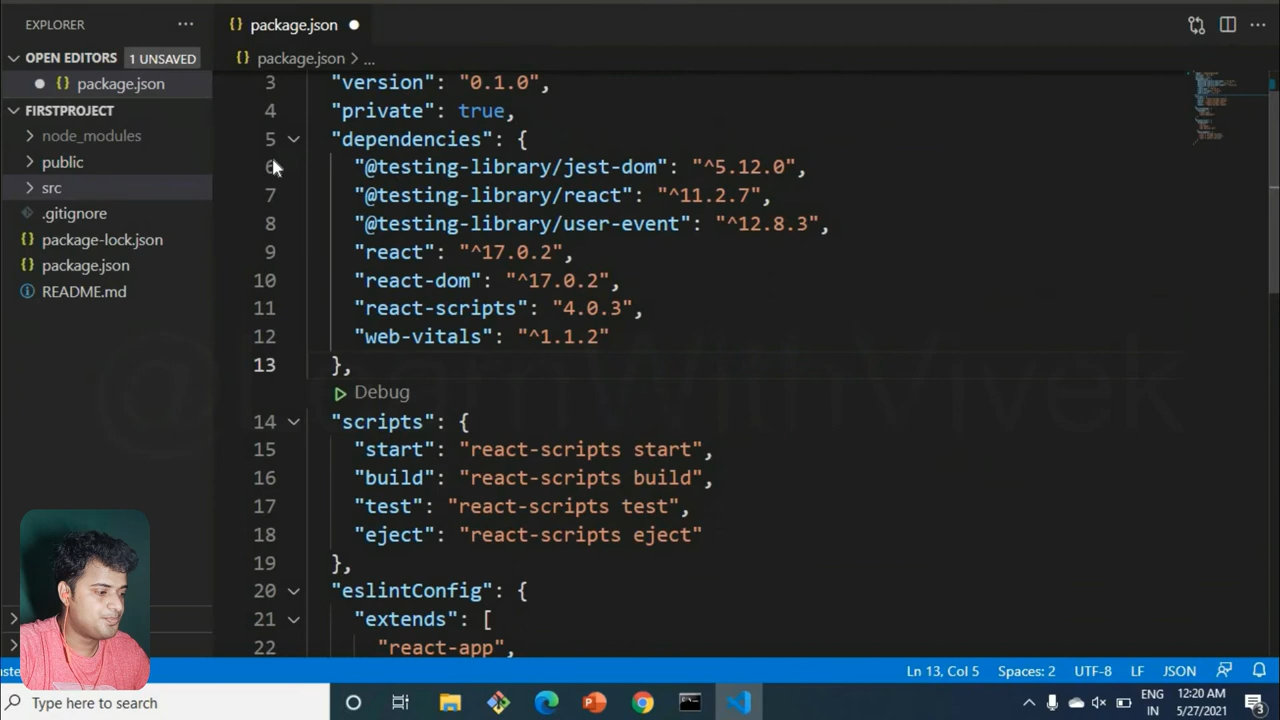 EXPLORER
package.json
OPEN EDITORS 1 UNSAVED
package.json > ...
package.json
FIRSTPROJECT
node_modules
public
src
.gitignore
package-lock.json
package.json
README.md
3 "version": "0.1.0",
4 "private": true,
5 "dependencies": {
6 "@testing-library/jest-dom": "^5.12.0",
7 "@testing-library/react": "^11.2.7",
8 "@testing-library/user-event": "^12.8.3",
9 "react": "^17.0.2",
10 "react-dom": "^17.0.2",
11 "react-scripts": "4.0.3",
12 "web-vitals": "^1.1.2"
13 },
Debug
@LearnWithVivek
14 "scripts": {
15 "start": "react-scripts start",
16 "build": "react-scripts build",
17 "test": "react-scripts test",
18 "eject": "react-scripts eject"
19 },
20 "eslintConfig": {
21 "extends": [
22 "react-app",
Ln 13, Col 5 Spaces: 2 UTF-8 LF JSON
Type here to search
ENG
IN
12:20 AM
5/27/2021
3